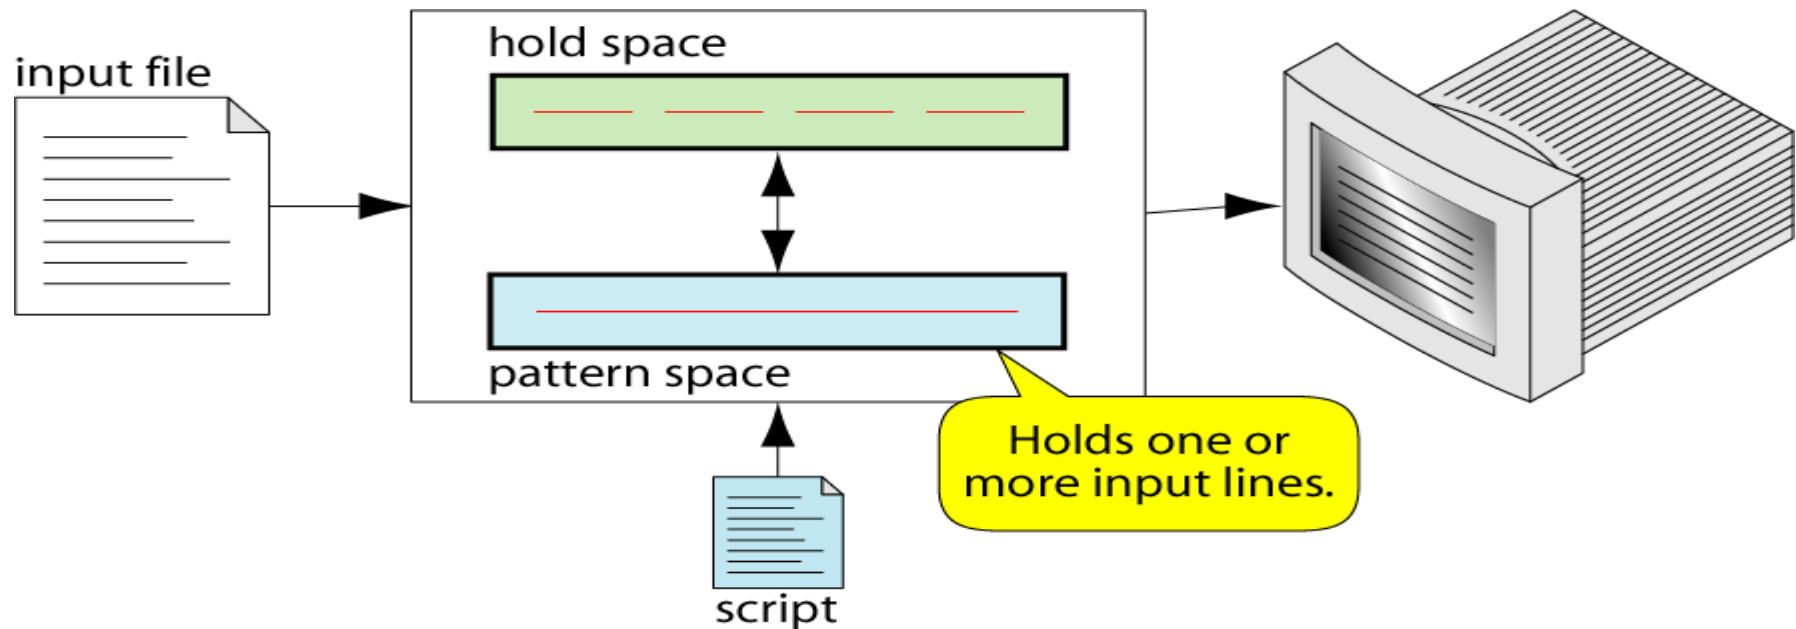 input file
hold space
pattern space
Holds one or
more input lines.
script